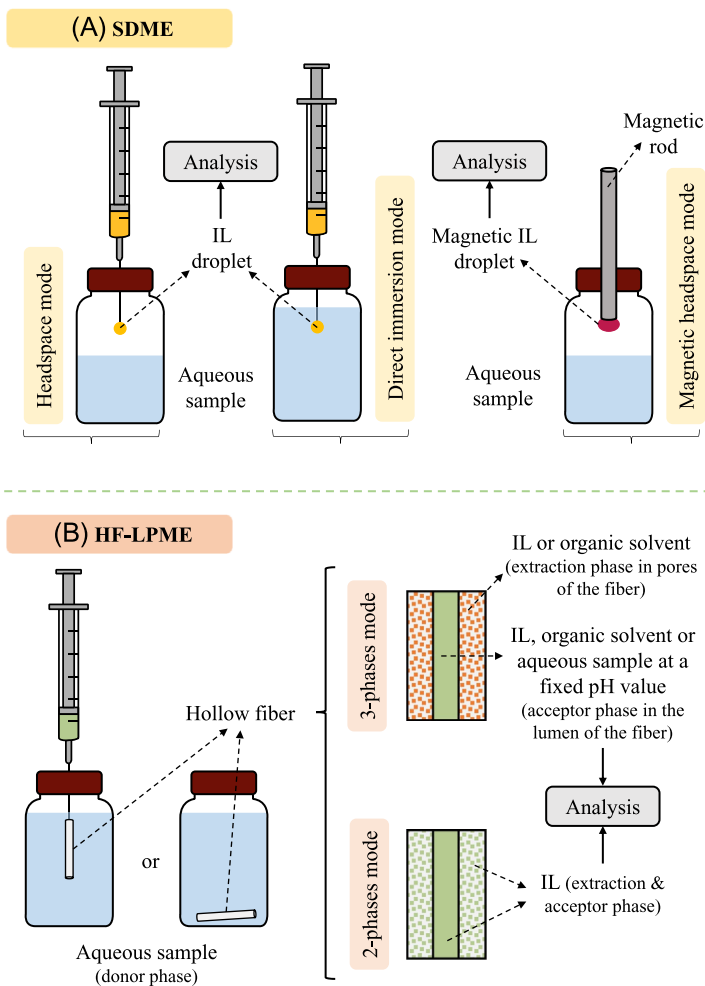 (A) SDME
Magnetic
rod
Analysis
Analysis
IL
droplet
Magnetic IL
droplet
Headspace mode
Direct immersion mode
Magnetic headspace mode
Aqueous
sample
Aqueous
sample
(B) HF-LPME
IL or organic solvent
(extraction phase in pores
of the fiber)
3-phases mode
IL, organic solvent or
aqueous sample at a
fixed pH value
(acceptor phase in the
lumen of the fiber)
Hollow fiber
Analysis
or
2-phases mode
IL (extraction &
acceptor phase)
Aqueous sample
(donor phase)